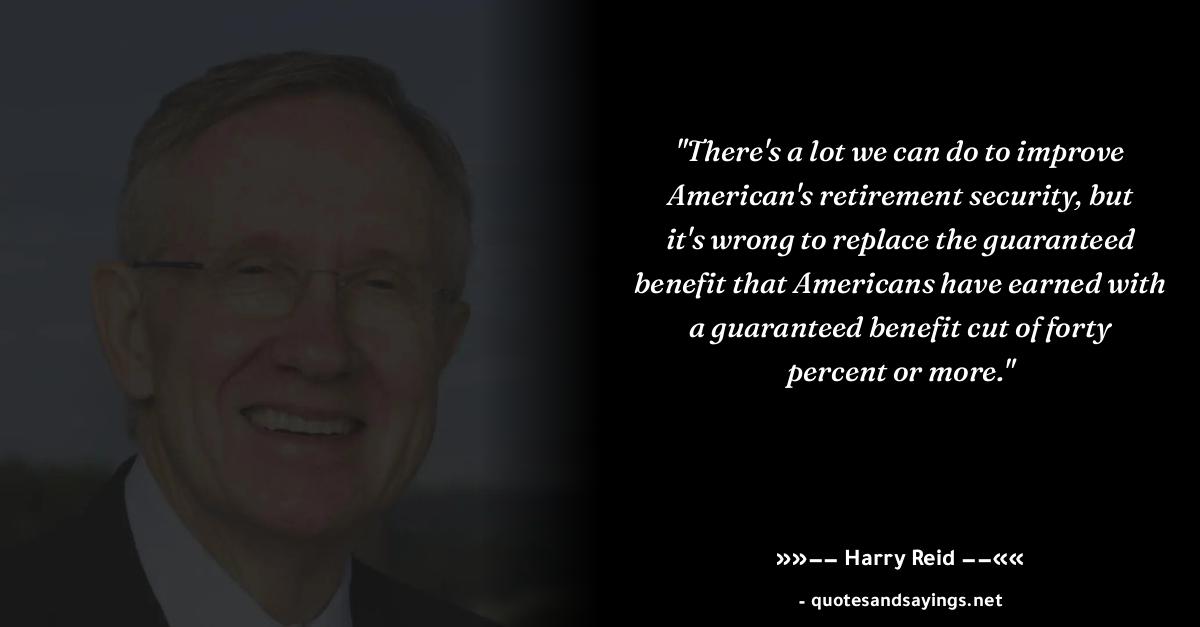 "There's a lot we can do to improve
American's retirement security, but
it's wrong to replace the guaranteed
benefit that Americans have earned with
a guaranteed benefit cut of forty
percent or more."
»»−− Harry Reid −−««
- quotesandsayings.net